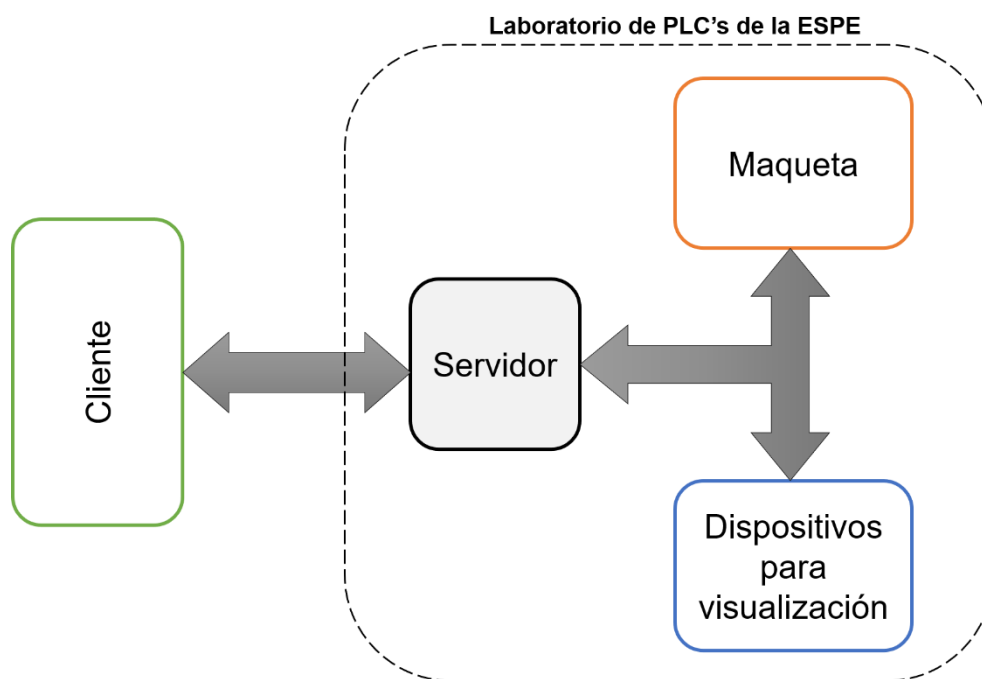 Laboratorio de PLC’s de la ESPE
Maqueta
Cliente
Servidor
Dispositivos
para
visualización